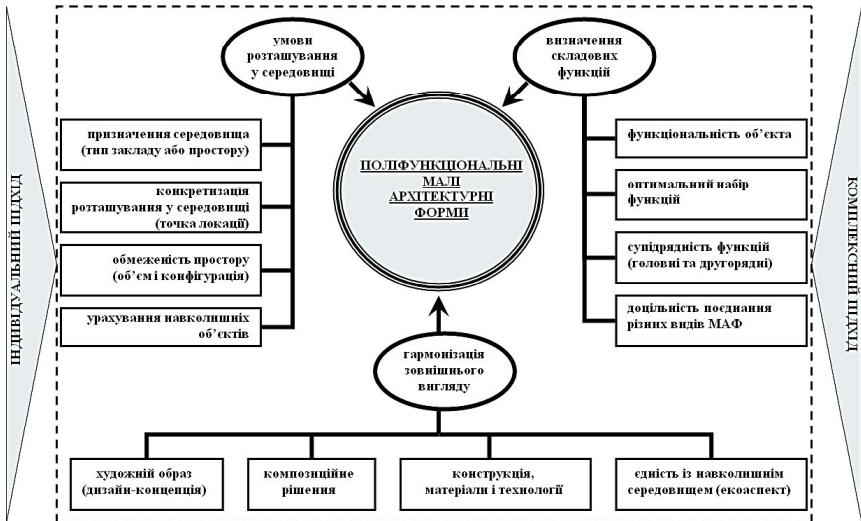 умови
розташування
у середовищі
визначення
складових
функцій
ПОЛІФУНКЦІОНАЛЬНІ
МАЛІ
АРХІТЕКТУРНІ
ФОРМИ
ІНДИВІДУАЛЬНИЙ ПІДХІД
призначення середовища
(тип закладу або простору)
конкретизація
розташування у середовищі
(точка локації)
обмеженість простору
(об’єм і конфігурація)
урахування навколишніх
об’єктів
функціональність об’єкта
оптимальний набір
функцій
супідрядність функцій
(головні та другорядні)
доцільність поєднання
різних видів МАФ
КОМПЛЕКСНИЙ ПІДХІД
гармонізація
зовнішнього
вигляду
художній образ
(дизайн-концепція)
композиційне
рішення
конструкція,
матеріали і технології
єдність із навколишнім
середовищем (екоаспект)